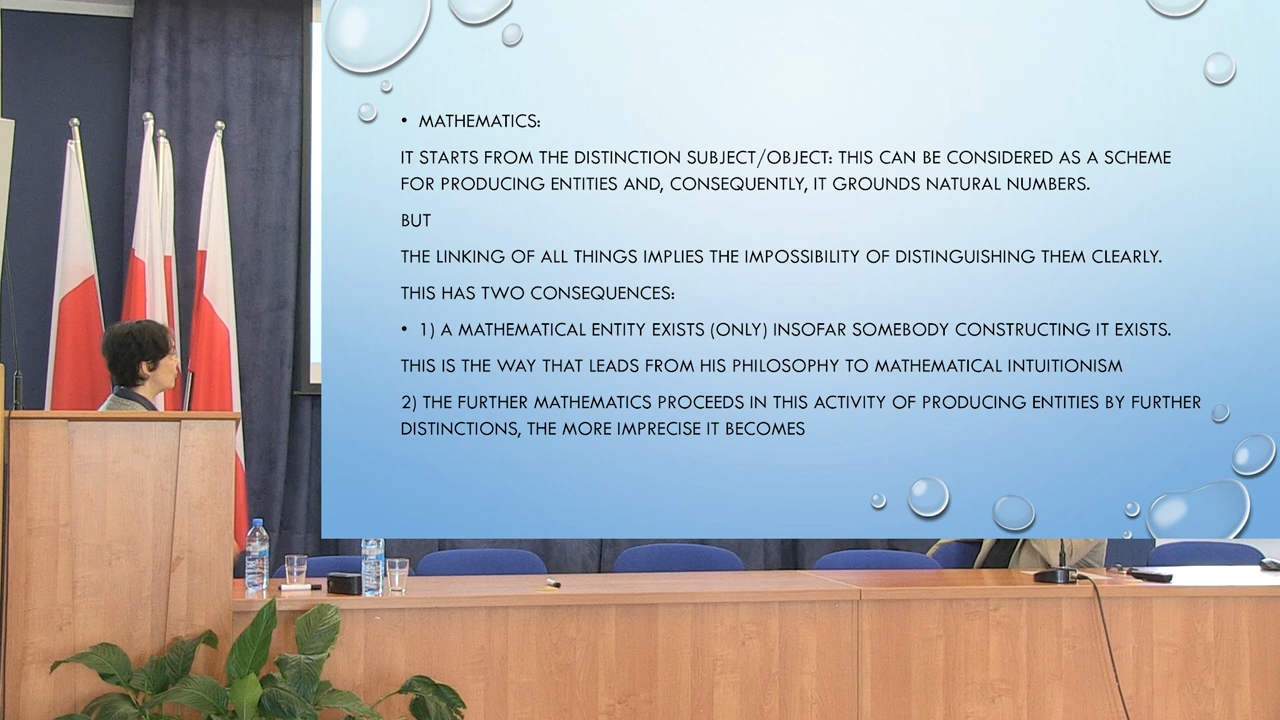 • MATHEMATICS:
IT STARTS FROM THE DISTINCTION SUBJECT/OBJECT: THIS CAN BE CONSIDERED AS A SCHEME
FOR PRODUCING ENTITIES AND, CONSEQUENTLY, IT GROUNDS NATURAL NUMBERS.
BUT
THE LINKING OF ALL THINGS IMPLIES THE IMPOSSIBILITY OF DISTINGUISHING THEM CLEARLY.
THIS HAS TWO CONSEQUENCES:
• 1) A MATHEMATICAL ENTITY EXISTS (ONLY) INSOFAR SOMEBODY CONSTRUCTING IT EXISTS.
THIS IS THE WAY THAT LEADS FROM HIS PHILOSOPHY TO MATHEMATICAL INTUITIONISM
2) THE FURTHER MATHEMATICS PROCEEDS IN THIS ACTIVITY OF PRODUCING ENTITIES BY FURTHER
DISTINCTIONS, THE MORE IMPRECISE IT BECOMES